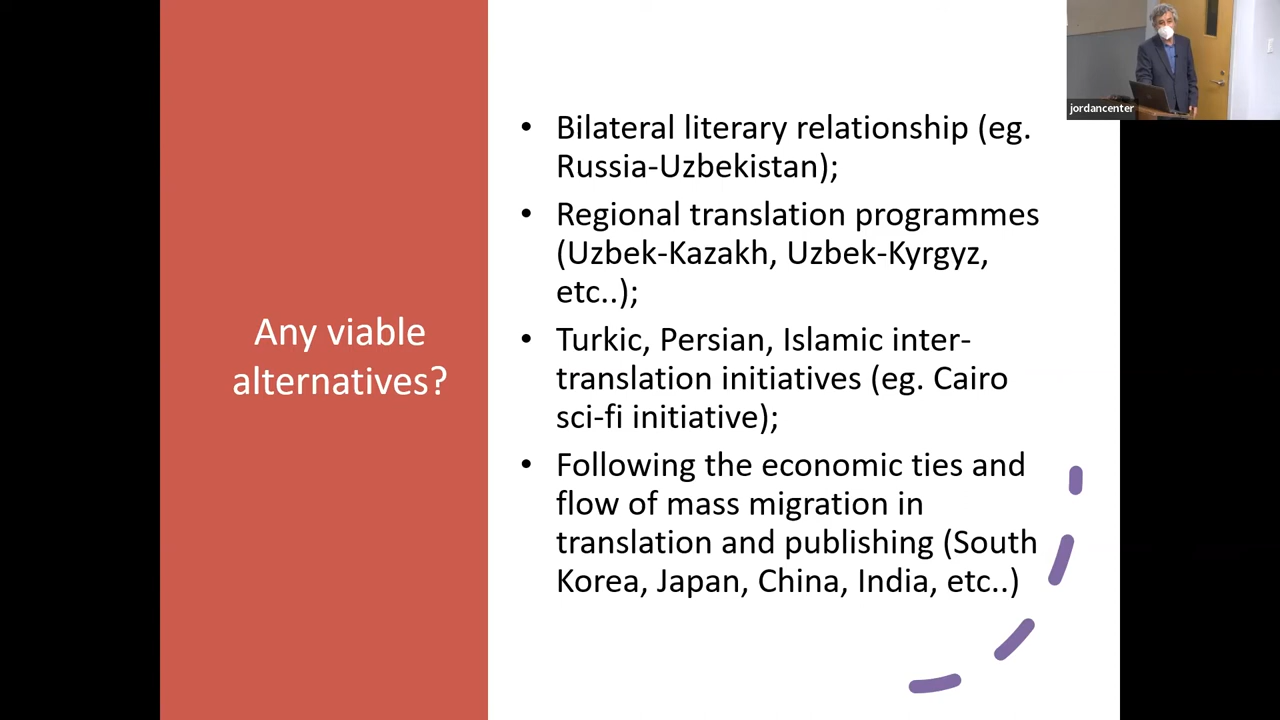 Any viable
alternatives?
• Bilateral literary relationship (eg.
Russia-Uzbekistan);
• Regional translation programmes
(Uzbek-Kazakh, Uzbek-Kyrgyz,
etc..);
• Turkic, Persian, Islamic inter-
translation initiatives (eg. Cairo
sci-fi initiative);
• Following the economic ties and
flow of mass migration in
translation and publishing (South
Korea, Japan, China, India, etc..)
jordancenter